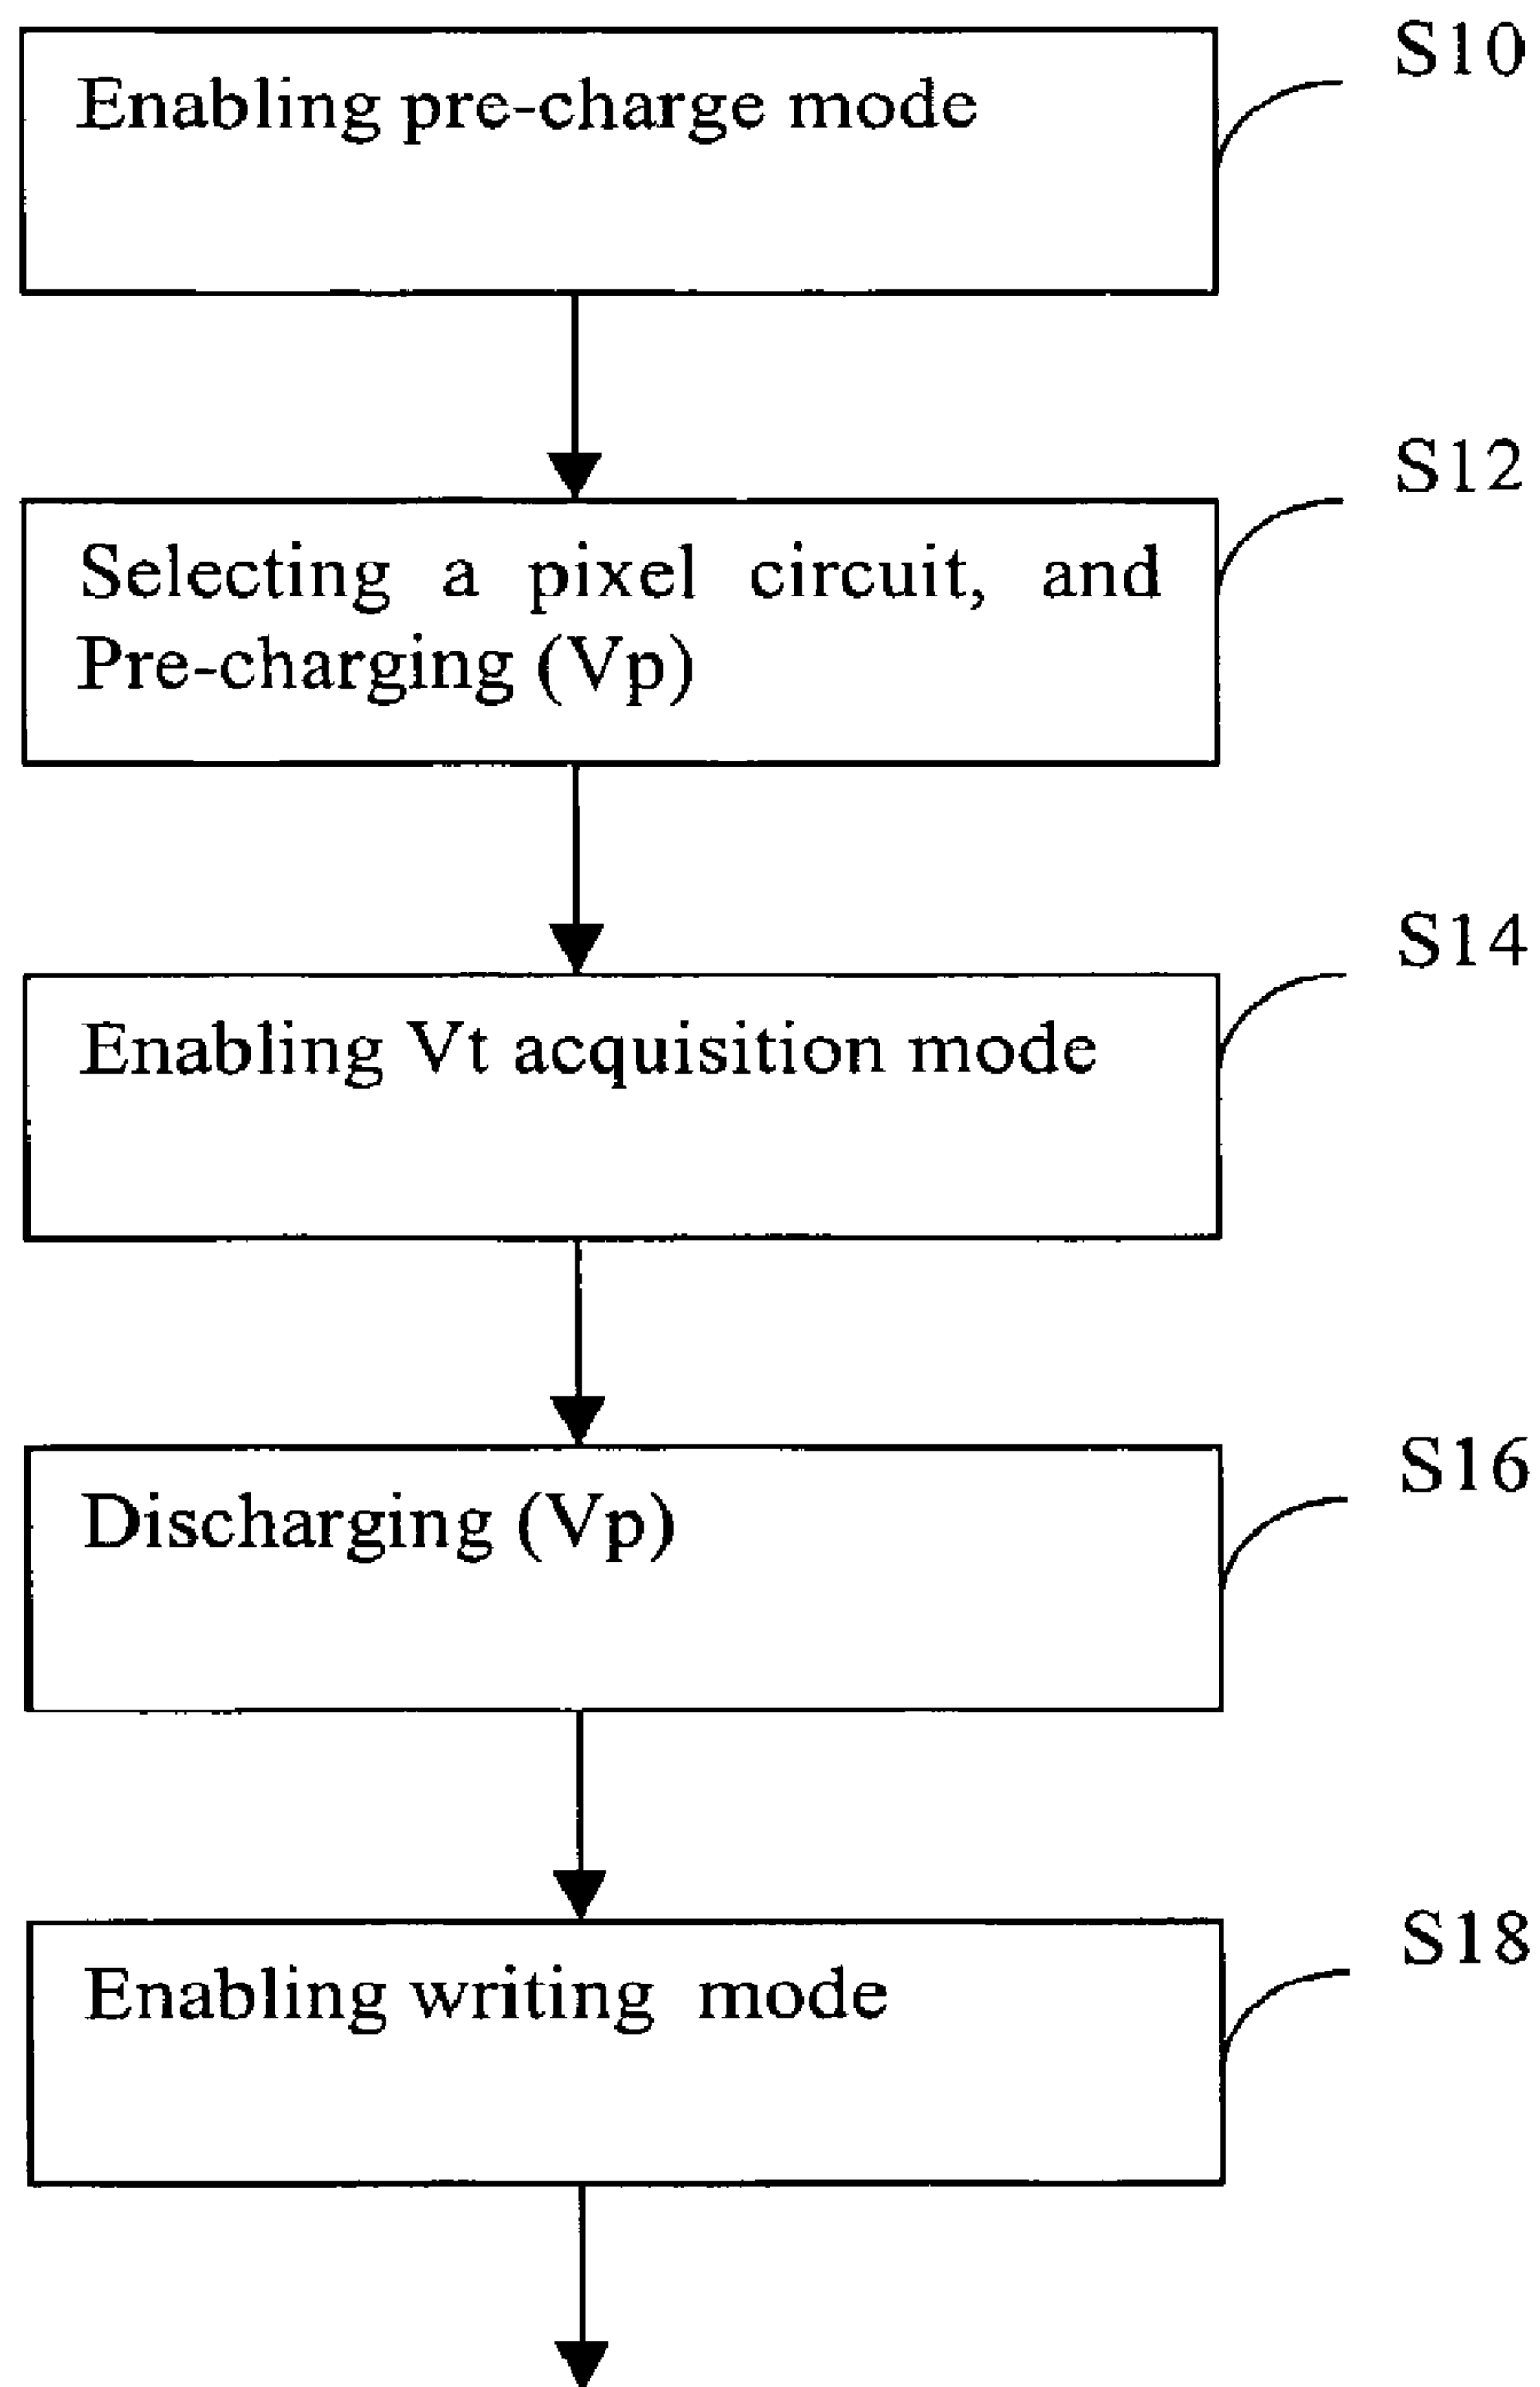 S10
Enabling pre-charge mode
S12
Selecting a pixel circuit, and
Pre-charging (Vp)
S14
Enabling Vt acquisition mode
S16
Discharging (Vp)
S18
Enabling writing mode